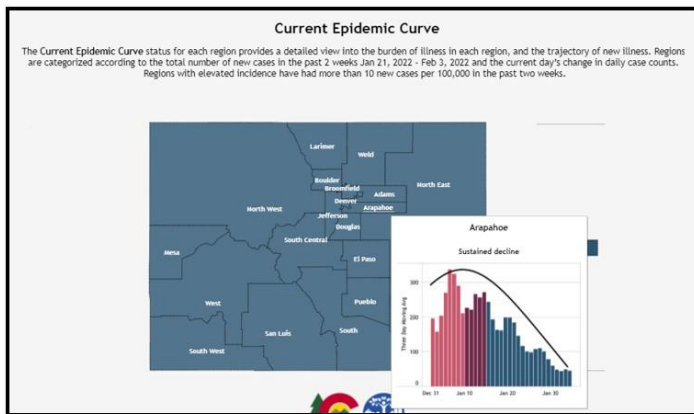 Current Epidemic Curve
The Current Epidemic Curve status for each region provides a detailed view into the burden of illness in each region, and the trajectory of new illness. Regions
are categorized according to the total number of new cases in the past 2 weeks Jan 21, 2022 - Feb 3, 2022 and the current day's change in daily case counts.
Regions with elevated incidence have had more than 10 new cases per 100,000 in the past two weeks.
Larimer
Weld
Boulder
Broomfield
North East
Adams
Denver
North West
Arapahoe
Jefferson
Douglas
South Central
Mesa
El Paso
West
Pueblo
San Luis
South
South West
Arapahoe
Sustained decline
Three Day Moving Avg
300
200
100
0
Dec 31
Jan 10
Jan 20
Jan 30